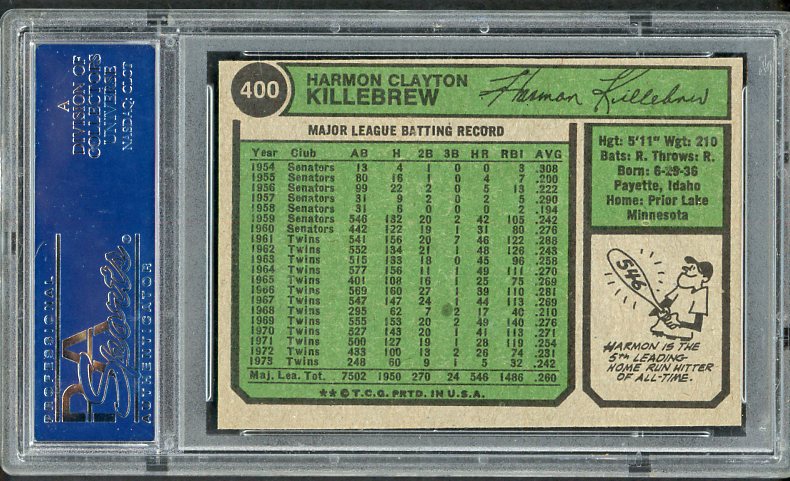 A
DIVISION OF
COLLECTORS
UNIVERSE
NASDAQ: CLCT
PROFESSIONAL
PSA
Sports
AUTHENTICATOR
400
HARMON CLAYTON
KILLEBREW
Harmon Killebrew
MAJOR LEAGUE BATTING RECORD
Year Club AB H 2B 3B HR RBI AVG
1954 Senators 13 4 1 0 0 3 .308
1955 Senators 80 16 1 0 4 7 .200
1956 Senators 99 22 2 0 5 13 .222
1957 Senators 31 9 2 0 2 5 .290
1958 Senators 31 6 0 0 0 2 .194
1959 Senators 546 132 20 2 42 105 .242
1960 Senators 442 122 19 1 31 80 .276
1961 Twins 541 156 20 7 46 122 .288
1962 Twins 552 134 21 1 48 126 .243
1963 Twins 515 133 18 0 45 96 .258
1964 Twins 577 156 11 1 49 111 .270
1965 Twins 401 108 16 1 25 75 .269
1966 Twins 569 160 27 1 39 110 .281
1967 Twins 547 147 24 1 44 113 .269
1968 Twins 295 62 7 2 17 40 .210
1969 Twins 555 153 20 2 49 140 .276
1970 Twins 527 143 20 1 41 113 .271
1971 Twins 500 127 19 1 28 119 .254
1972 Twins 433 100 13 2 26 74 .231
1973 Twins 248 60 9 1 5 32 .242
Maj. Lea. Tot. 7502 1950 270 24 546 1486 .260
★★ © T.C.G. PRTD. IN U.S.A.
Hgt: 5'11" Wgt: 210
Bats: R. Throws: R.
Born: 6-29-36
Payette, Idaho
Home: Prior Lake
Minnesota
546
HARMON IS THE
5TH LEADING
HOME RUN HITTER
OF ALL-TIME.